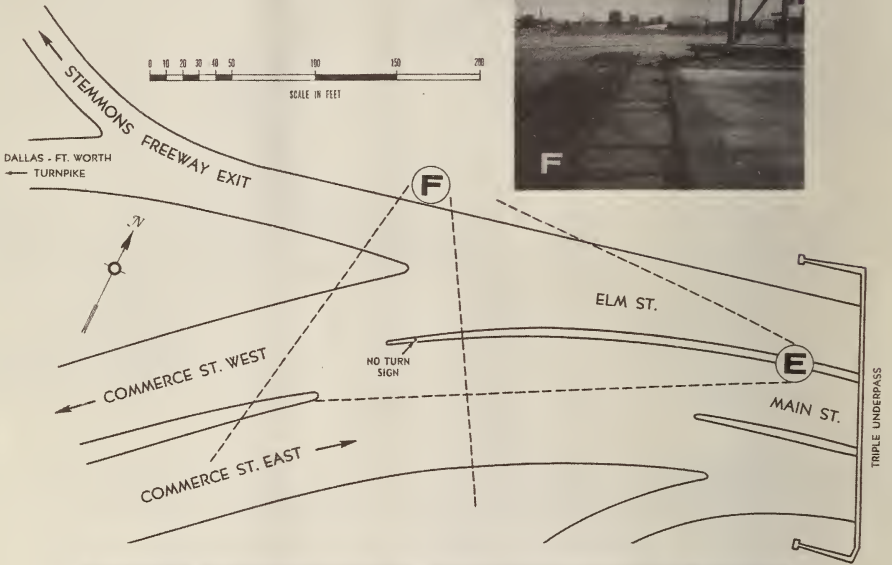 0 10 20 30 40 50 100 150 200
SCALE IN FEET
STEMMONS FREEWAY EXIT
DALLAS - FT. WORTH
TURNPIKE
N
F
F
ELM ST.
NO TURN
SIGN
E
COMMERCE ST. WEST
MAIN ST.
COMMERCE ST. EAST
TRIPLE UNDERPASS